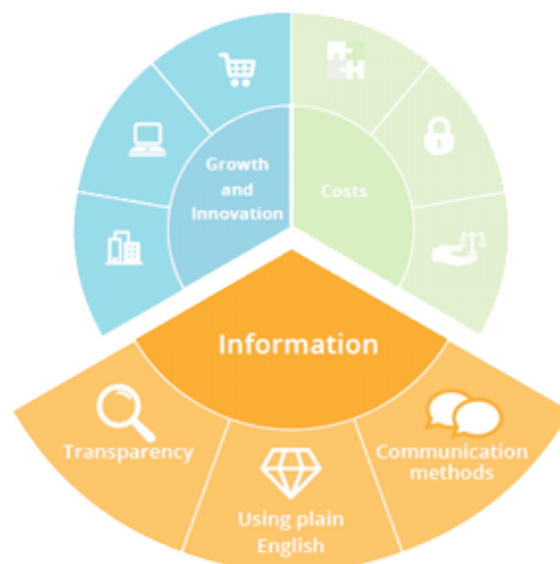 Growth
and
Innovation
Costs
Information
Transparency
Using plain
English
Communication
methods